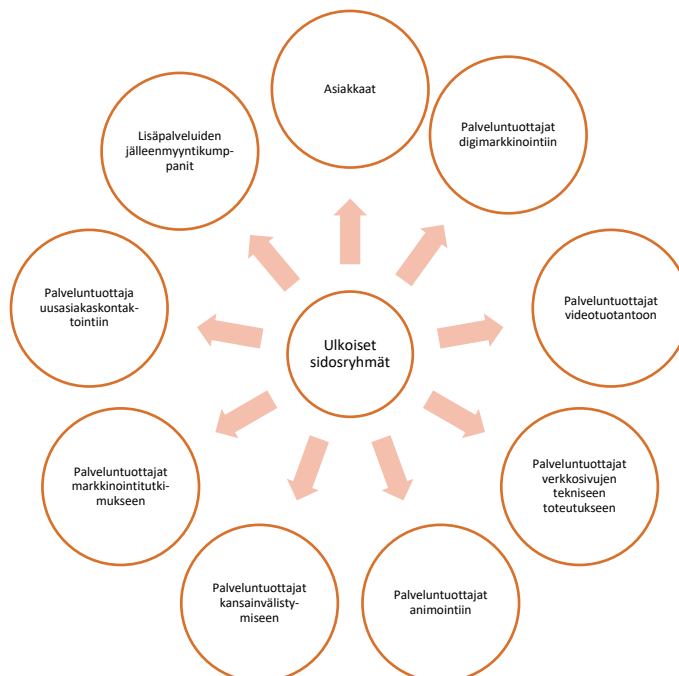 Asiakkaat
Palveluntuottajat
digimarkkinointiin
Palveluntuottajat
videotuotantoon
Palveluntuottajat
verkkosivujen
tekniseen
toteutukseen
Palveluntuottajat
animointiin
Palveluntuottajat
kansainvälisty-
miseen
Palveluntuottajat
markkinointitutki-
mukseen
Palveluntuottaja
uusasiakaskontak-
tointiin
Lisäpalveluiden
jälleenmyyntikump-
panit
Ulkoiset
sidosryhmät